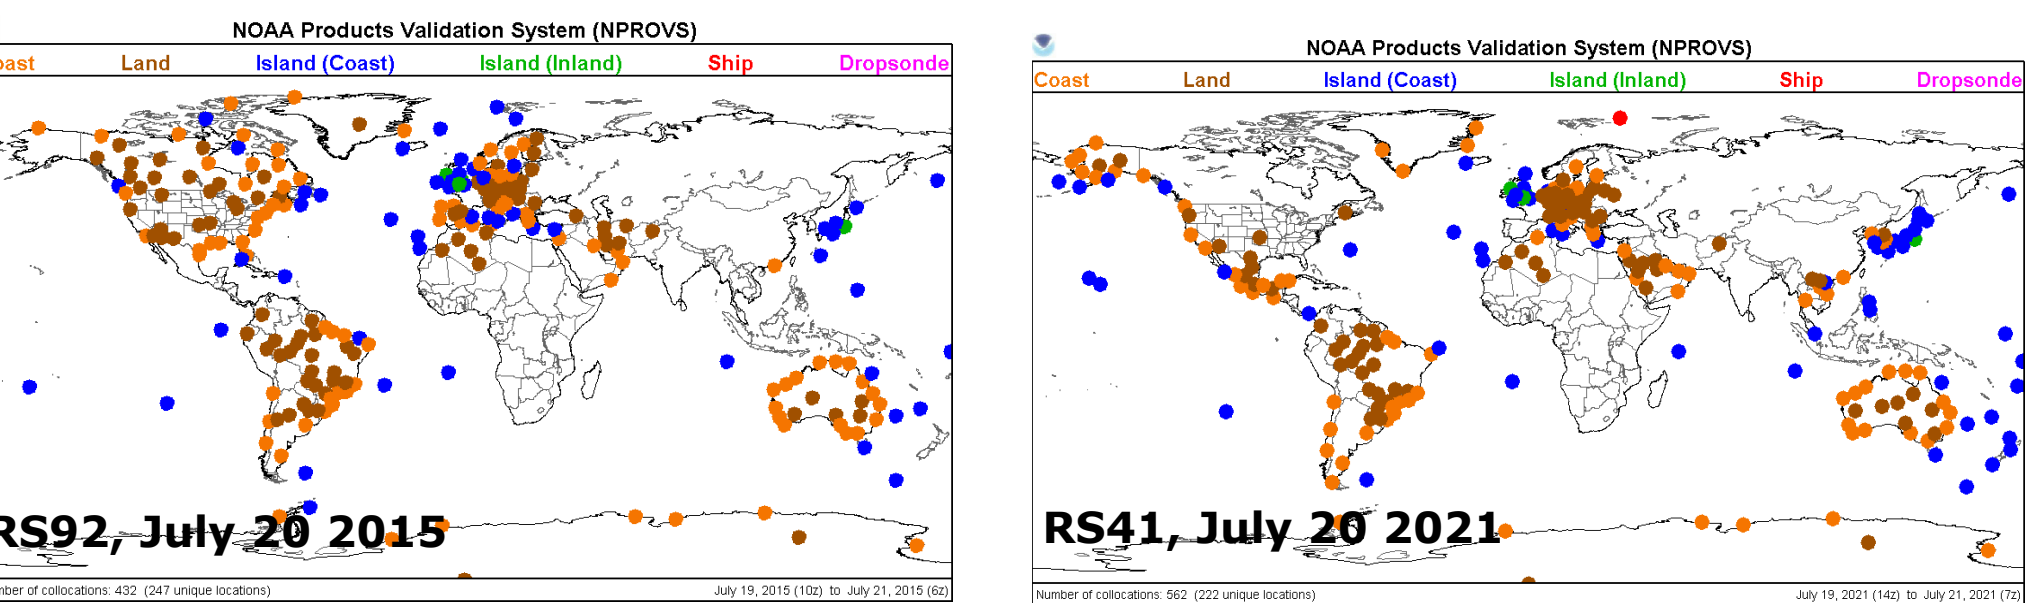 NOAA Products Validation System (NPROVS)
oast Land Island (Coast) Island (Inland) Ship Dropsonde
RS92, July 20 2015
mber of collocations: 432 (247 unique locations) July 19, 2015 (10z) to July 21, 2015 (6z)
NOAA Products Validation System (NPROVS)
Coast Land Island (Coast) Island (Inland) Ship Dropsonde
RS41, July 20 2021
Number of collocations: 562 (222 unique locations) July 19, 2021 (14z) to July 21, 2021 (7z)